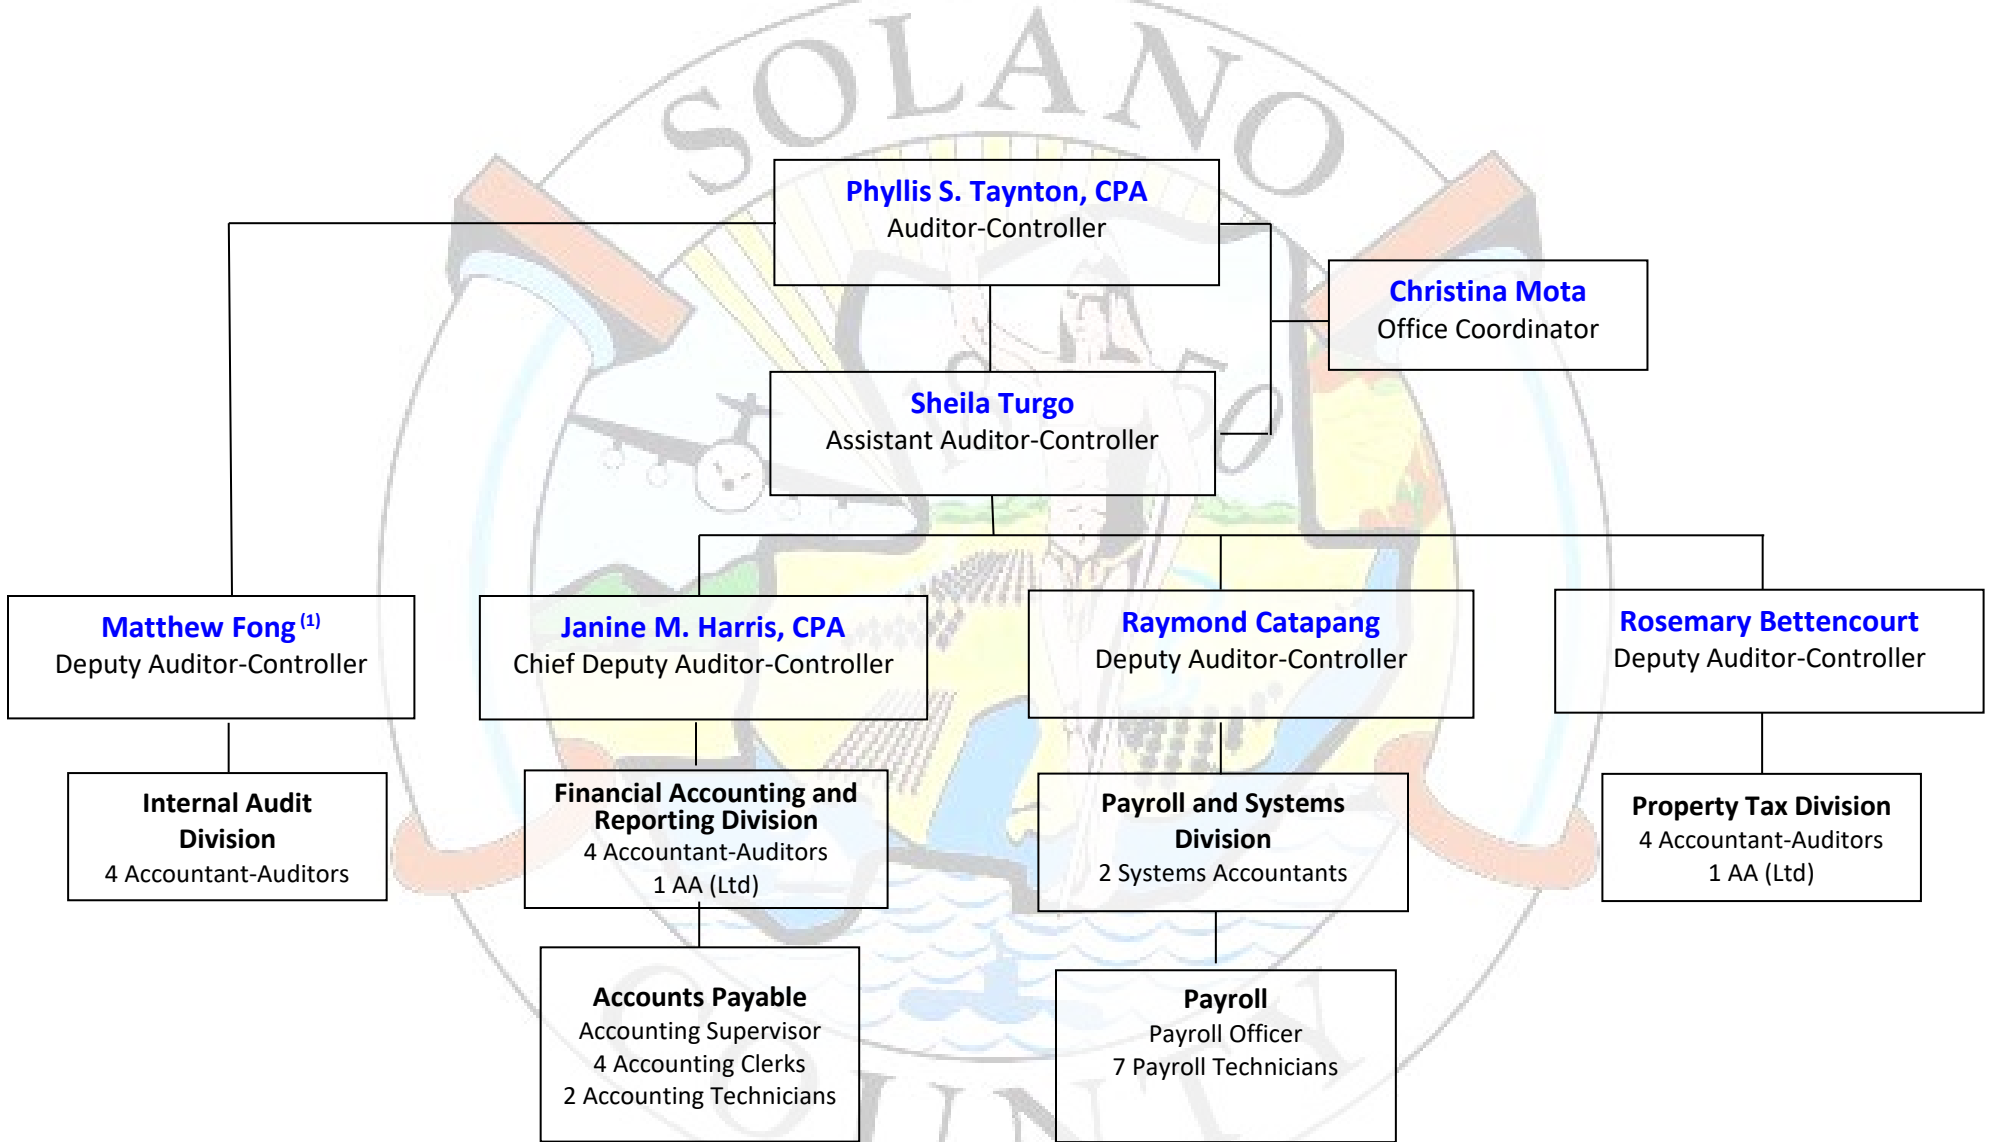 SOLANO
Phyllis S. Taynton, CPA
Auditor-Controller
Christina Mota
Office Coordinator
1850
Sheila Turgo
Assistant Auditor-Controller
Matthew Fong (1)
Deputy Auditor-Controller
Janine M. Harris, CPA
Chief Deputy Auditor-Controller
Raymond Catapang
Deputy Auditor-Controller
Rosemary Bettencourt
Deputy Auditor-Controller
Internal Audit
Division
4 Accountant-Auditors
Financial Accounting and
Reporting Division
4 Accountant-Auditors
1 AA (Ltd)
Payroll and Systems
Division
2 Systems Accountants
Property Tax Division
4 Accountant-Auditors
1 AA (Ltd)
Accounts Payable
Accounting Supervisor
4 Accounting Clerks
2 Accounting Technicians
Payroll
Payroll Officer
7 Payroll Technicians
COUNTY